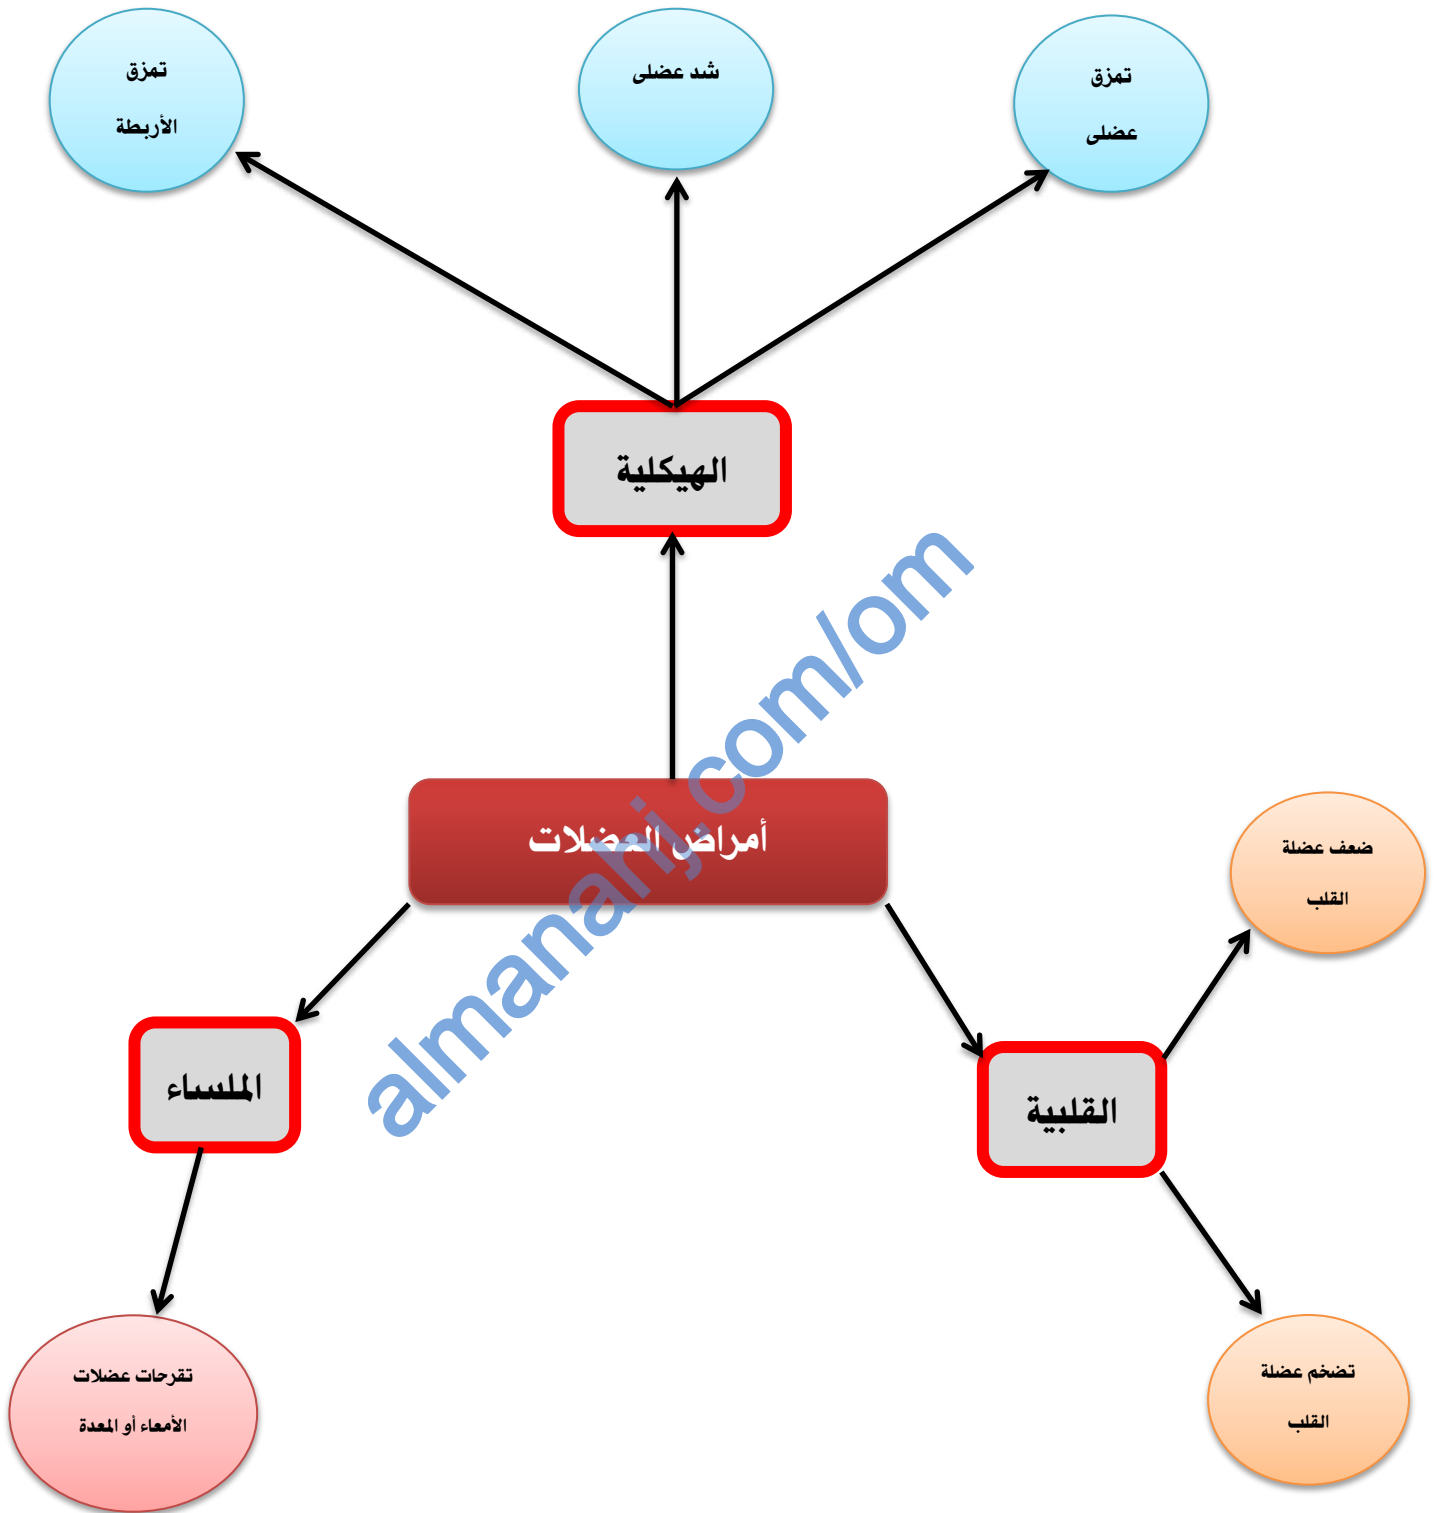 تمزق
عضلى
شد عضلى
تمزق
الأربطة
الهيكلية
أمراض العضلات
ضعف عضلة
القلب
الملساء
القلبية
تضخم عضلة
القلب
تقرحات عضلات
الأمعاء أو المعدة
almanahj.com/om